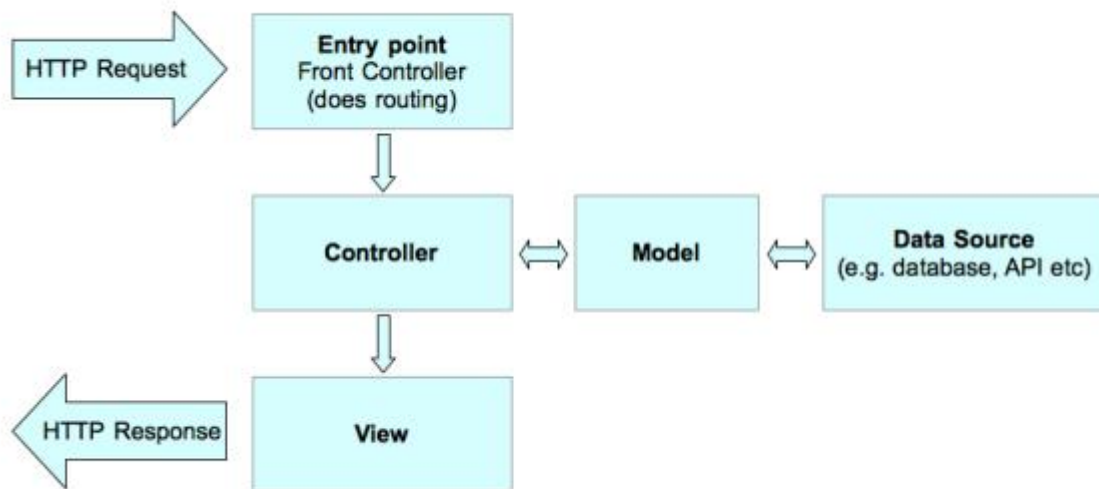 HTTP Request
Entry point
Front Controller
(does routing)
Controller
Model
Data Source
(e.g. database, API etc)
HTTP Response
View